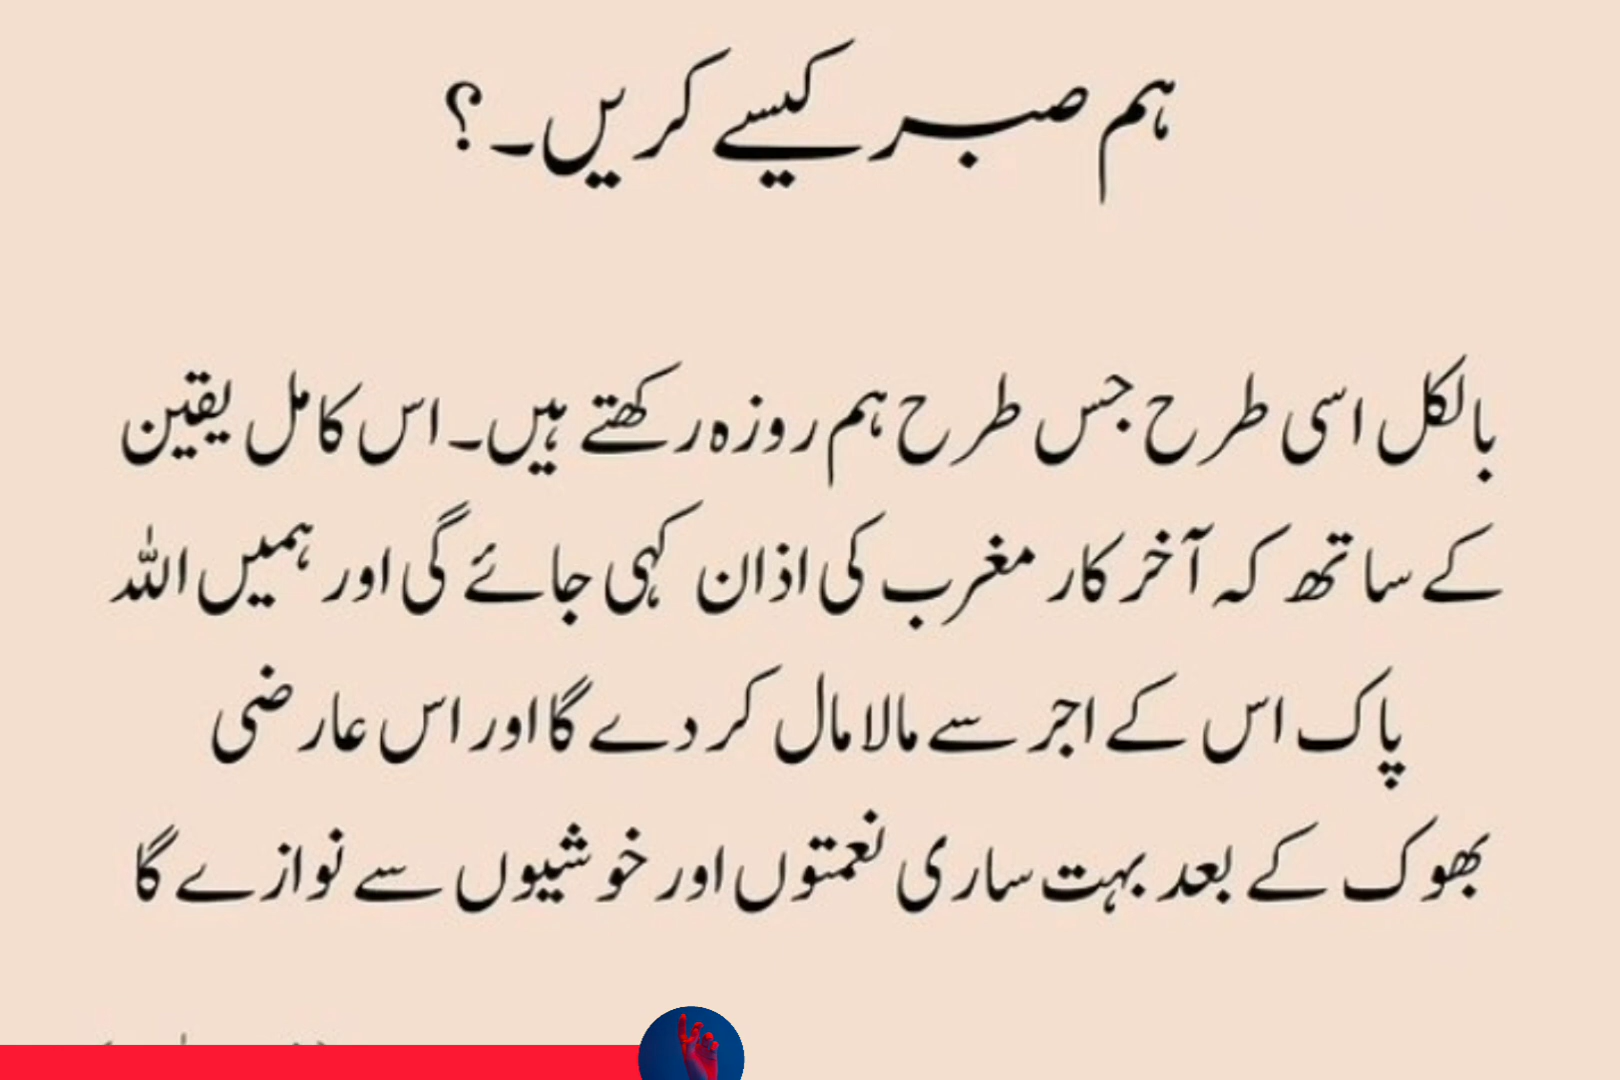 ہم صبر کیسے کریں۔؟
بالکل اسی طرح جس طرح ہم روزہ رکھتے ہیں۔ اس کامل یقین
کے ساتھ کہ آخر کار مغرب کی اذان کہی جائے گی اور ہمیں اللہ
پاک اس کے اجر سے مالا مال کر دے گا اور اس عارضی
بھوک کے بعد بہت ساری نعمتوں اور خوشیوں سے نوازے گا